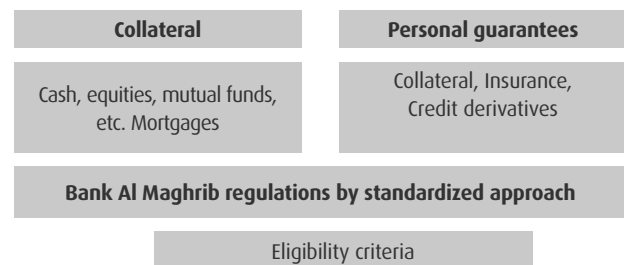 Collateral
Cash, equities, mutual funds,
etc. Mortgages
Personal guarantees
Collateral, Insurance,
Credit derivatives
Bank Al Maghrib regulations by standardized approach
Eligibility criteria